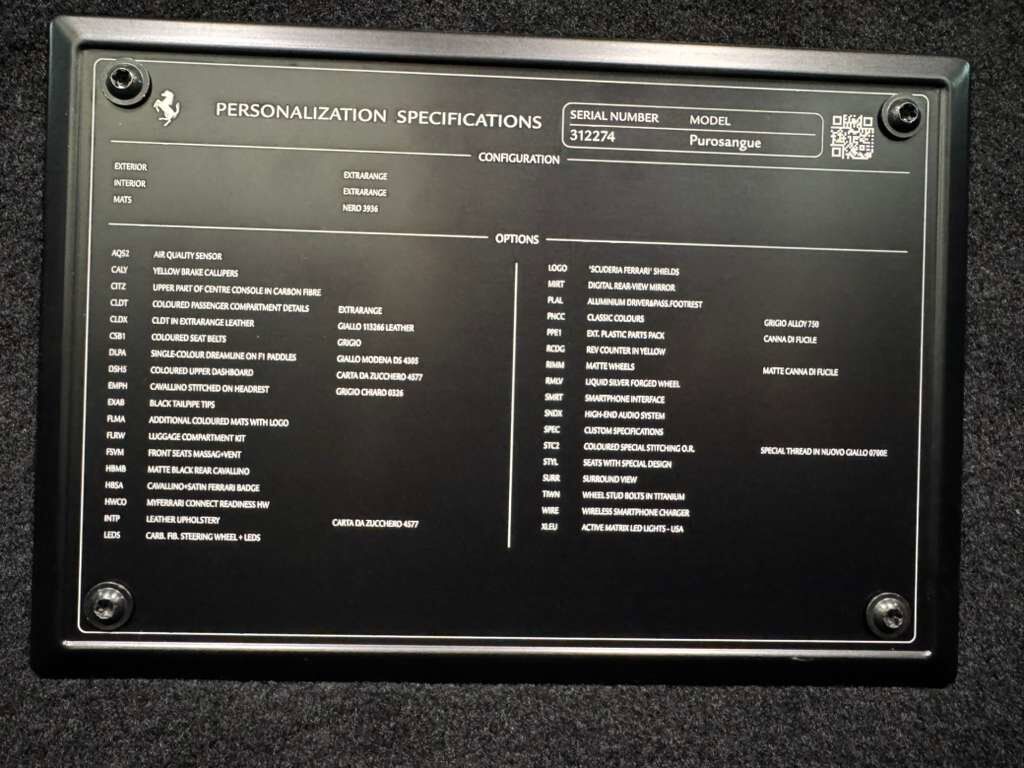 PERSONALIZATION SPECIFICATIONS
SERIAL NUMBER MODEL
312274 Purosangue
CONFIGURATION
EXTERIOR EXTRARANGE
INTERIOR EXTRARANGE
MATS NERO 3936
OPTIONS
AQS2 AIR QUALITY SENSOR
CALY YELLOW BRAKE CALLIPERS
CITZ UPPER PART OF CENTRE CONSOLE IN CARBON FIBRE
CLDT COLOURED PASSENGER COMPARTMENT DETAILS EXTRARANGE
CLDX CLDT IN EXTRARANGE LEATHER GIALLO 113266 LEATHER
CSB1 COLOURED SEAT BELTS GRIGIO
DLPA SINGLE-COLOUR DREAMLINE ON F1 PADDLES GIALLO MODENA DS 4305
DSH5 COLOURED UPPER DASHBOARD CARTA DA ZUCCHERO 4577
EMPH CAVALLINO STITCHED ON HEADREST GRIGIO CHIARO 0326
EXAB BLACK TAILPIPE TIPS
FLMA ADDITIONAL COLOURED MATS WITH LOGO
FLRW LUGGAGE COMPARTMENT KIT
FSVM FRONT SEATS MASSAG+VENT
HBMB MATTE BLACK REAR CAVALLINO
HBSA CAVALLINO+SATIN FERRARI BADGE
HWCO MYFERRARI CONNECT READINESS HW
INTP LEATHER UPHOLSTERY CARTA DA ZUCCHERO 4577
LEDS CARB. FIB. STEERING WHEEL + LEDS
LOGO 'SCUDERIA FERRARI' SHIELDS
MIRT DIGITAL REAR-VIEW MIRROR
PLAL ALUMINIUM DRIVER&PASS.FOOTREST
PNCC CLASSIC COLOURS GRIGIO ALLOY 750
PPE1 EXT. PLASTIC PARTS PACK CANNA DI FUCILE
RCDG REV COUNTER IN YELLOW
RIMM MATTE WHEELS MATTE CANNA DI FUCILE
RMLV LIQUID SILVER FORGED WHEEL
SMRT SMARTPHONE INTERFACE
SNDX HIGH-END AUDIO SYSTEM
SPEC CUSTOM SPECIFICATIONS
STC2 COLOURED SPECIAL STITCHING O.R. SPECIAL THREAD IN NUOVO GIALLO 0700E
STYL SEATS WITH SPECIAL DESIGN
SURR SURROUND VIEW
TIWN WHEEL STUD BOLTS IN TITANIUM
WIRE WIRELESS SMARTPHONE CHARGER
XLEU ACTIVE MATRIX LED LIGHTS - USA